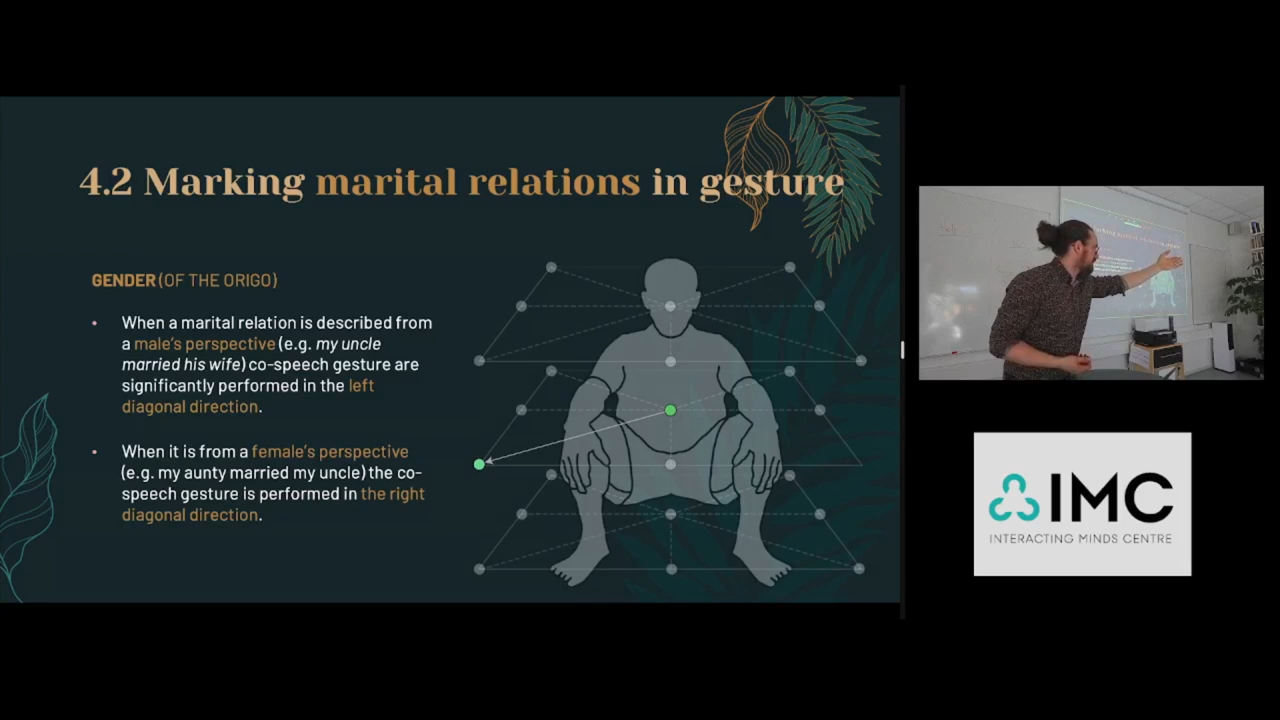 4.2 Marking marital relations in gesture
GENDER (OF THE ORIGO)
• When a marital relation is described from
a male's perspective (e.g. my uncle
married his wife) co-speech gesture are
significantly performed in the left
diagonal direction.
• When it is from a female's perspective
(e.g. my aunty married my uncle) the co-
speech gesture is performed in the right
diagonal direction.
IMC
INTERACTING MINDS CENTRE